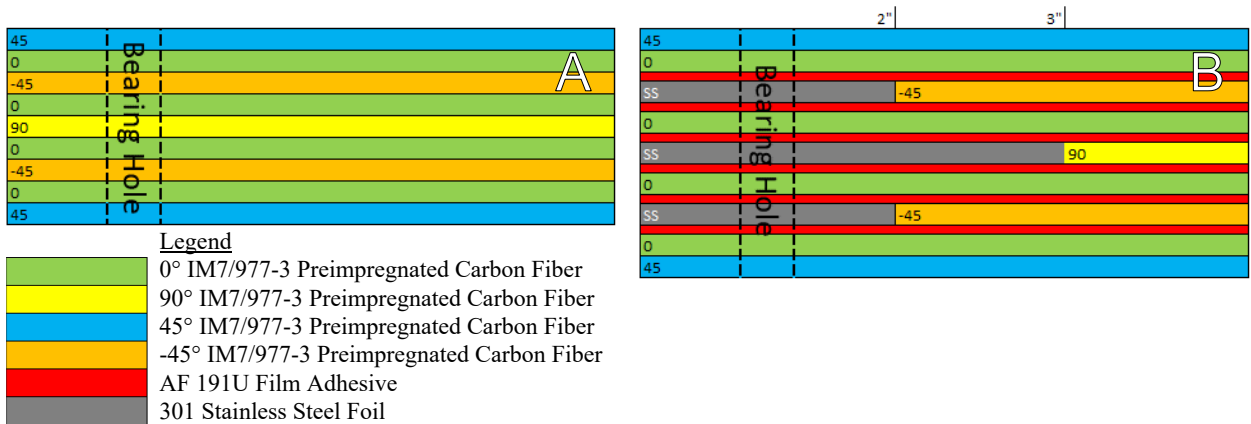 45
0
-45
0
90
0
-45
0
45
Bearing Hole
A
2"
3"
45
0
SS
-45
0
SS
90
0
SS
-45
0
45
Bearing Hole
B
Legend
0° IM7/977-3 Preimpregnated Carbon Fiber
90° IM7/977-3 Preimpregnated Carbon Fiber
45° IM7/977-3 Preimpregnated Carbon Fiber
-45° IM7/977-3 Preimpregnated Carbon Fiber
AF 191U Film Adhesive
301 Stainless Steel Foil